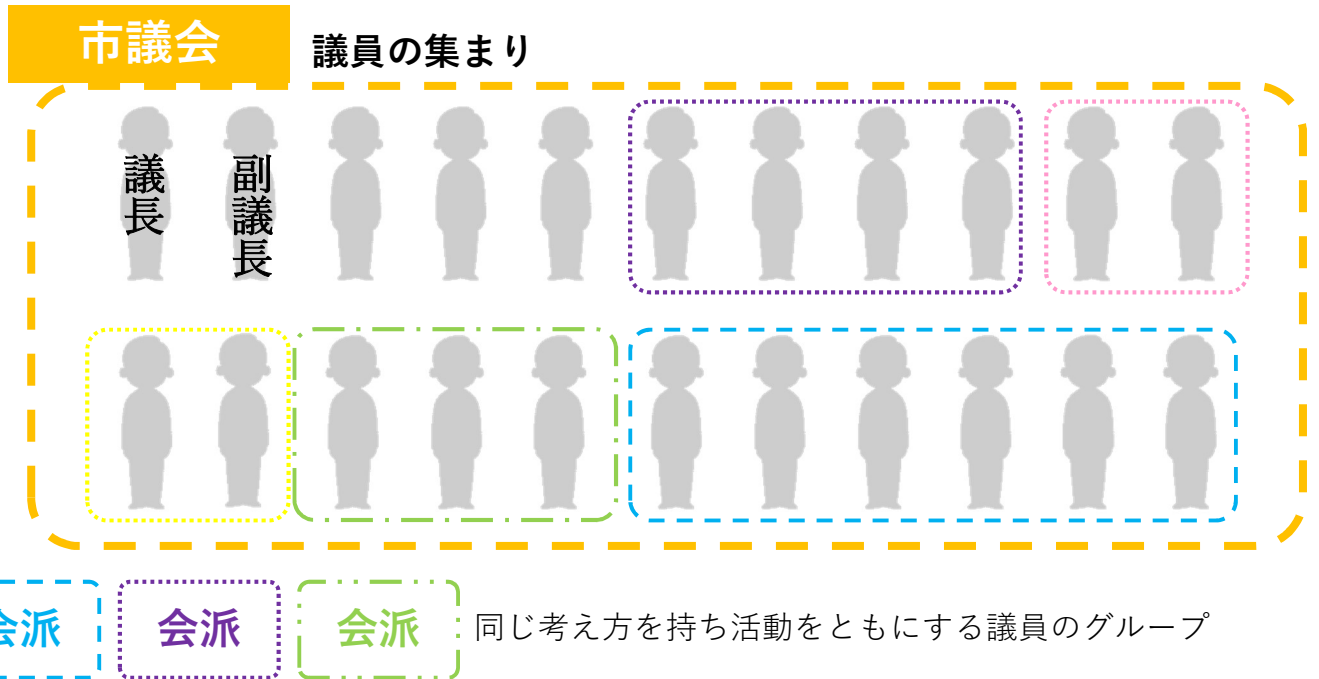 市議会
議員の集まり
議長
副議長
会派
会派
会派
同じ考え方を持ち活動をともにする議員のグループ